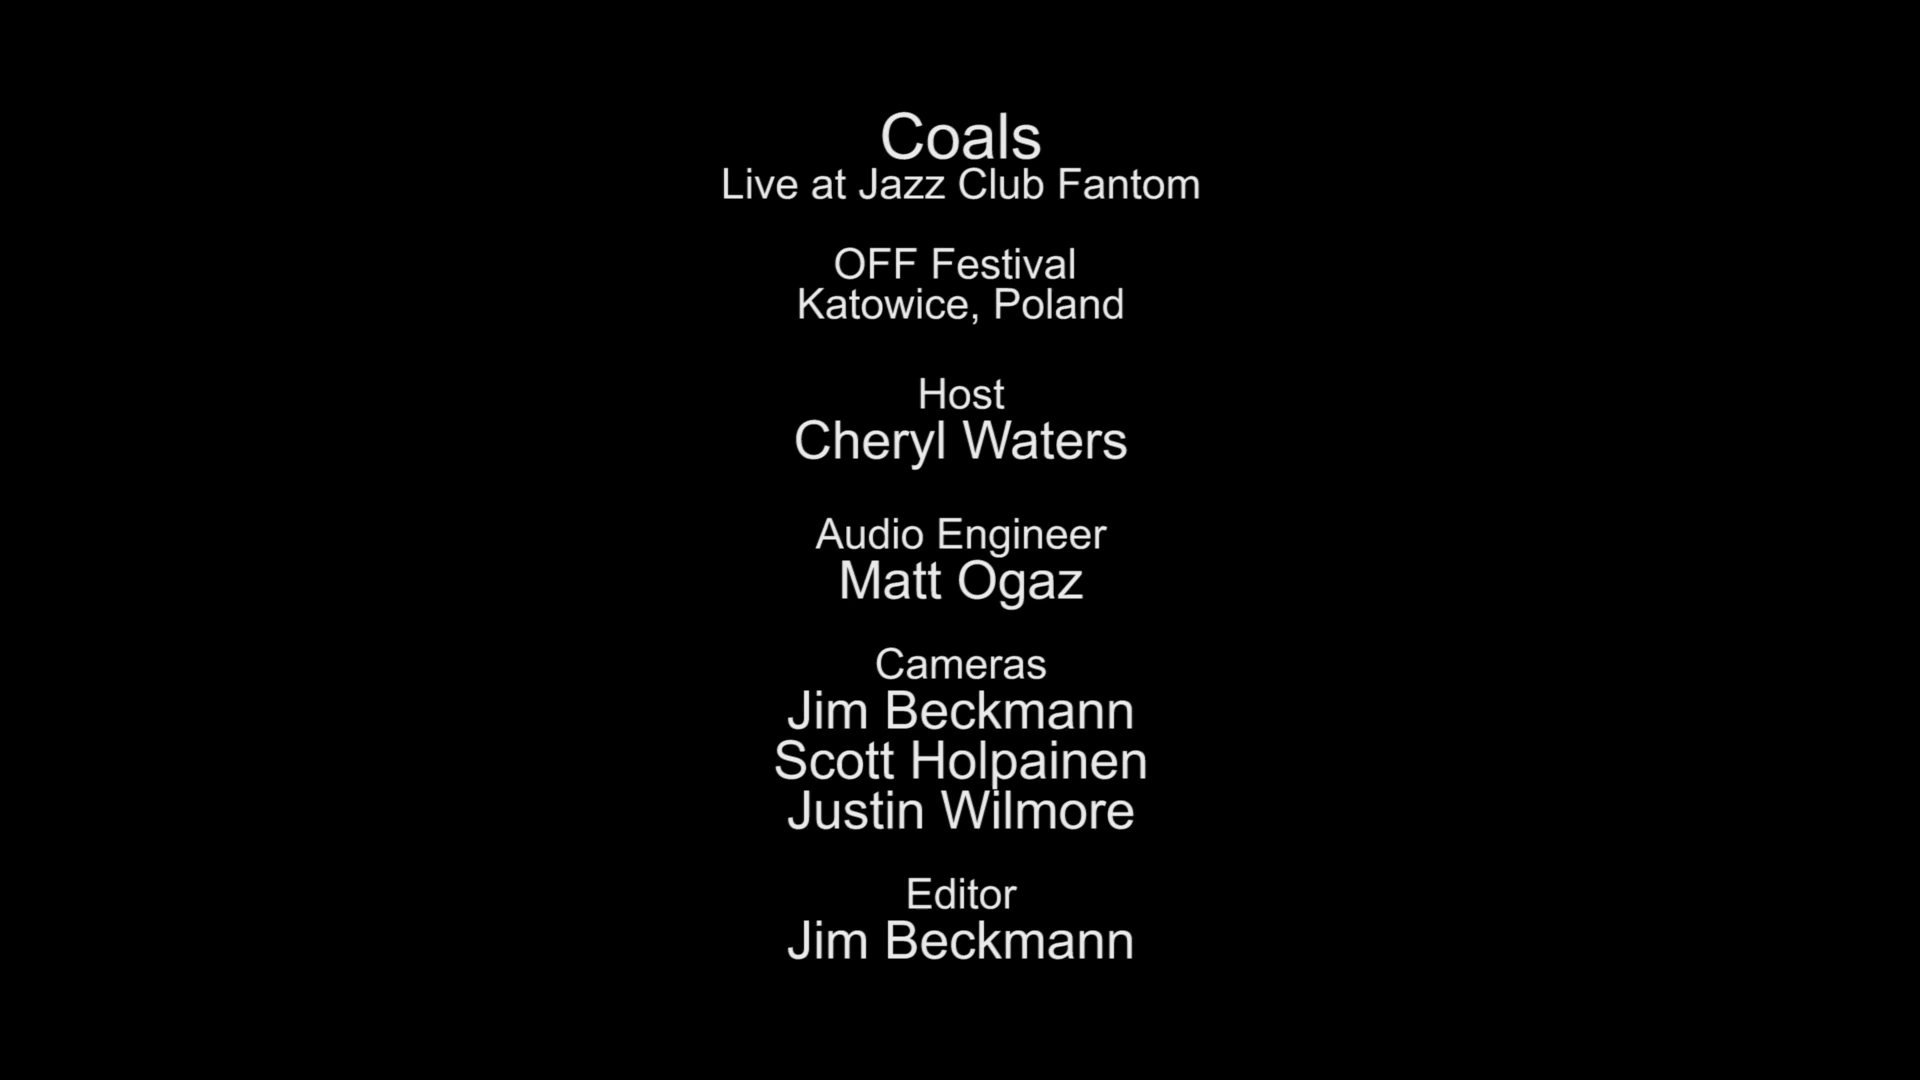 Coals
Live at Jazz Club Fantom
OFF Festival
Katowice, Poland
Host
Cheryl Waters
Audio Engineer
Matt Ogaz
Cameras
Jim Beckmann
Scott Holpainen
Justin Wilmore
Editor
Jim Beckmann